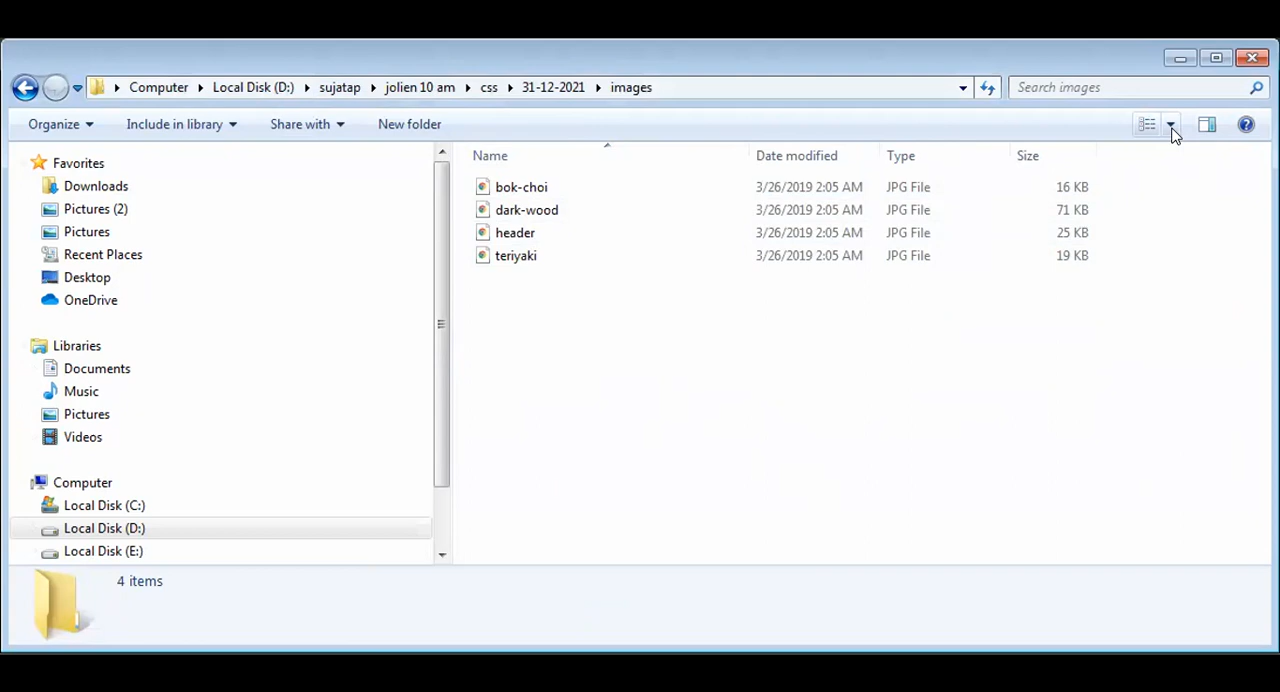 Computer Local Disk (D:) sujatap jolien 10 am css 31-12-2021 images Search images
Organize Include in library Share with New folder
Favorites
Downloads
Pictures (2)
Pictures
Recent Places
Desktop
OneDrive
Libraries
Documents
Music
Pictures
Videos
Computer
Local Disk (C:)
Local Disk (D:)
Local Disk (E:)
Name Date modified Type Size
bok-choi 3/26/2019 2:05 AM JPG File 16 KB
dark-wood 3/26/2019 2:05 AM JPG File 71 KB
header 3/26/2019 2:05 AM JPG File 25 KB
teriyaki 3/26/2019 2:05 AM JPG File 19 KB
4 items